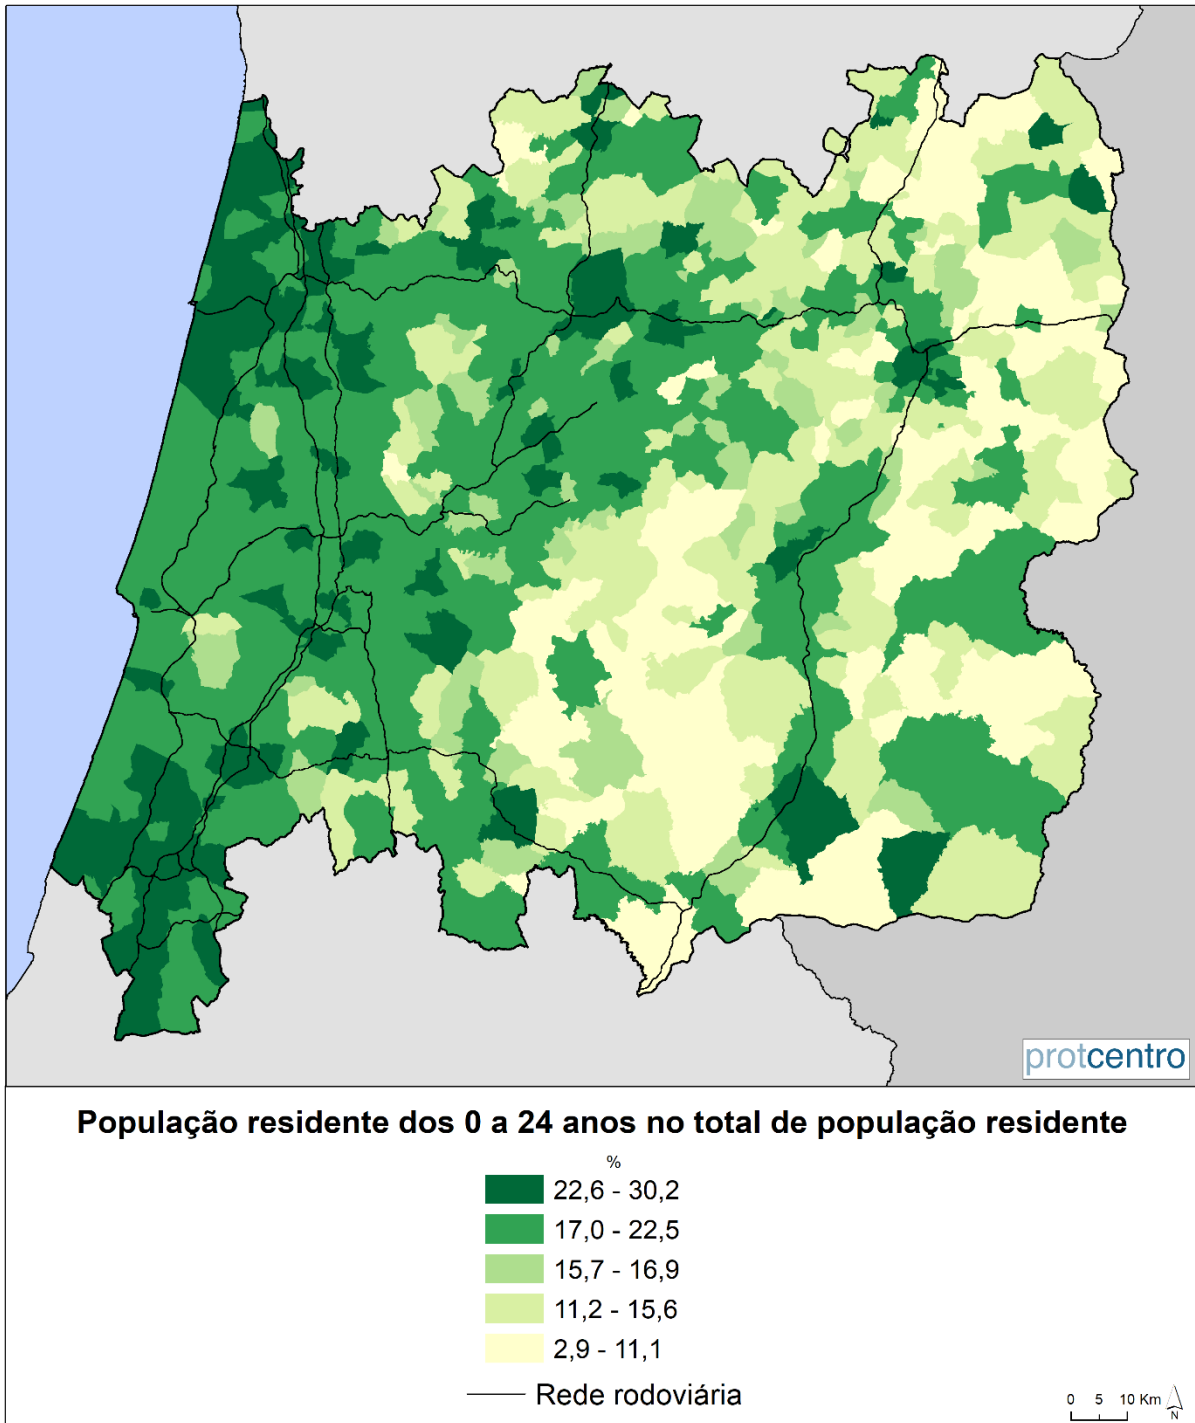 protcentro
População residente dos 0 a 24 anos no total de população residente
%
22,6 - 30,2
17,0 - 22,5
15,7 - 16,9
11,2 - 15,6
2,9 - 11,1
Rede rodoviária
0 5 10 Km
N